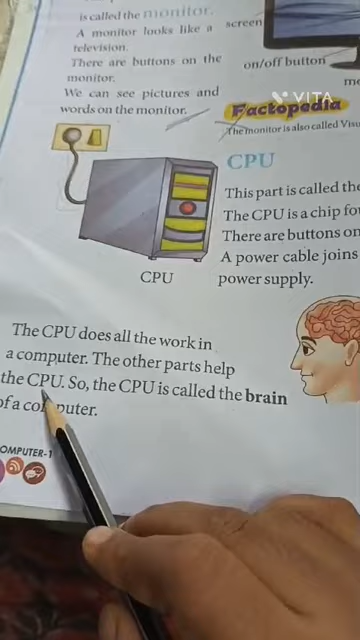 is called the monitor.
A monitor looks like a
television.
There are buttons on the
monitor.
We can see pictures and
words on the monitor.
screen
on/off button
VITA
Factopedia
The monitor is also called
CPU
This part is called the
The CPU is a chip
There are buttons on
A power cable joins
power supply.
CPU
The CPU does all the work in
a computer. The other parts help
the CPU. So, the CPU is called the brain
of a computer.
OMPUTER-1